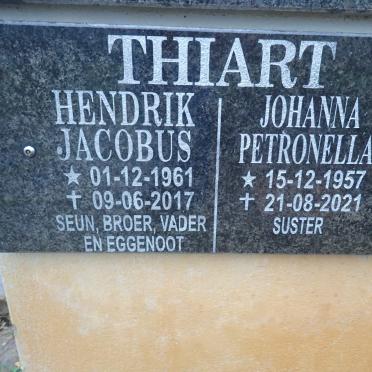 THIART
HENDRIK
JACOBUS
★ 01-12-1961
✝ 09-06-2017
SEUN, BROER, VADER
EN EGGENOOT
JOHANNA
PETRONELLA
★ 15-12-1957
✝ 21-08-2021
SUSTER